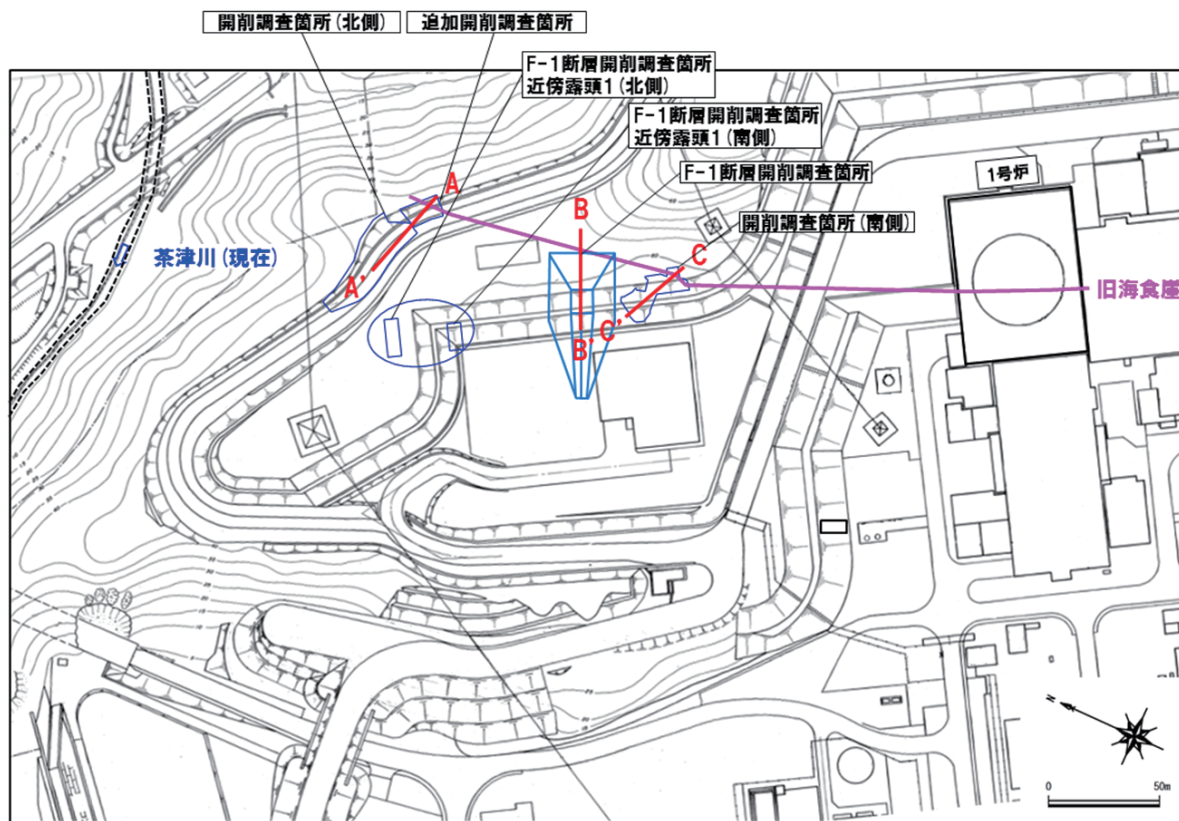 開削調査箇所(北側)
追加開削調査箇所
F-1断層開削調査箇所
近傍露頭1(北側)
F-1断層開削調査箇所
近傍露頭1(南側)
F-1断層開削調査箇所
開削調査箇所(南側)
1号炉
A
B
C
茶津川(現在)
A'
旧海食崖
C'
B'
N
0
50m